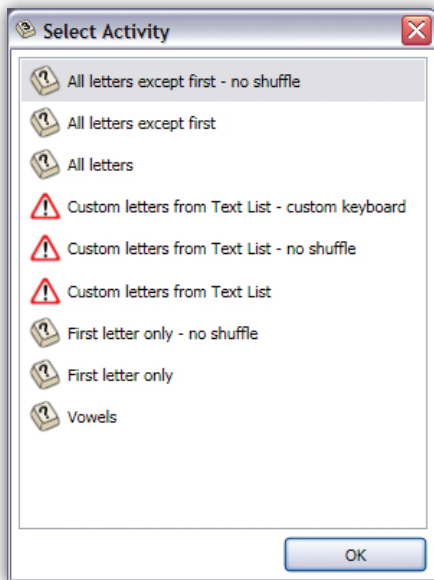 Select Activity
All letters except first - no shuffle
All letters except first
All letters
Custom letters from Text List - custom keyboard
Custom letters from Text List - no shuffle
Custom letters from Text List
First letter only - no shuffle
First letter only
Vowels
OK